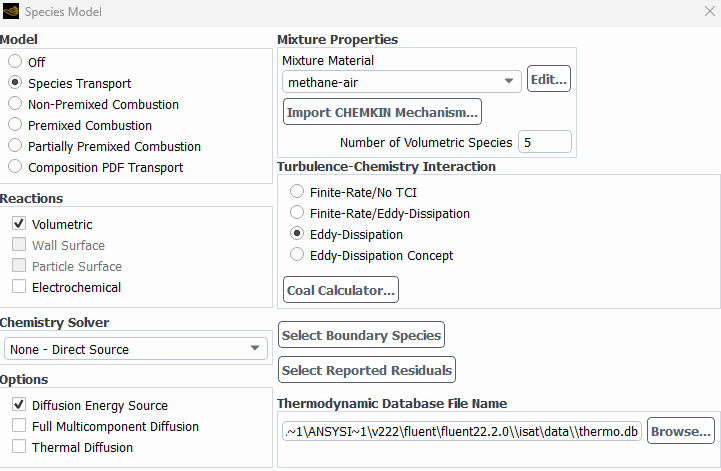 Species Model
Model
Off
Species Transport
Non-Premixed Combustion
Premixed Combustion
Partially Premixed Combustion
Composition PDF Transport
Reactions
Volumetric
Wall Surface
Particle Surface
Electrochemical
Chemistry Solver
None - Direct Source
Options
Diffusion Energy Source
Full Multicomponent Diffusion
Thermal Diffusion
Mixture Properties
Mixture Material
methane-air
Edit...
Import CHEMKIN Mechanism...
Number of Volumetric Species 5
Turbulence-Chemistry Interaction
Finite-Rate/No TCI
Finite-Rate/Eddy-Dissipation
Eddy-Dissipation
Eddy-Dissipation Concept
Coal Calculator...
Select Boundary Species
Select Reported Residuals
Thermodynamic Database File Name
.~1\ANSYSI~1\v222\fluent\fluent22.2.0\\isat\data\\thermo.db
Browse...